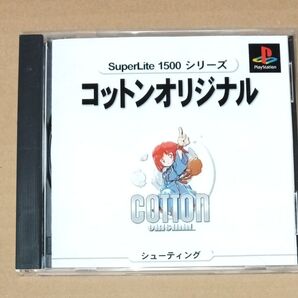 SuperLite 1500 シリーズ
PlayStation
コットンオリジナル
COTTON
ORIGINAL
シューティング